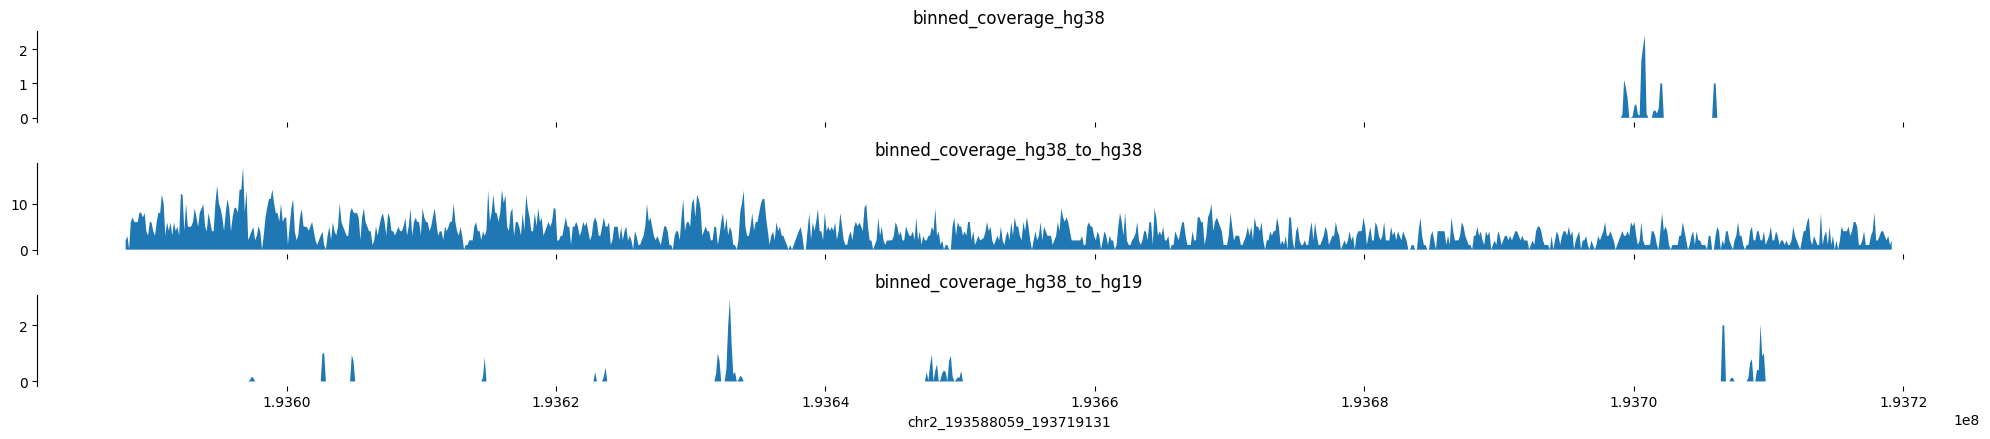 binned_coverage_hg38
2
1
0
binned_coverage_hg38_to_hg38
10
0
binned_coverage_hg38_to_hg19
2
0
1.9360 1.9362 1.9364 1.9366 1.9368 1.9370 1.9372
chr2_193588059_193719131 1e8